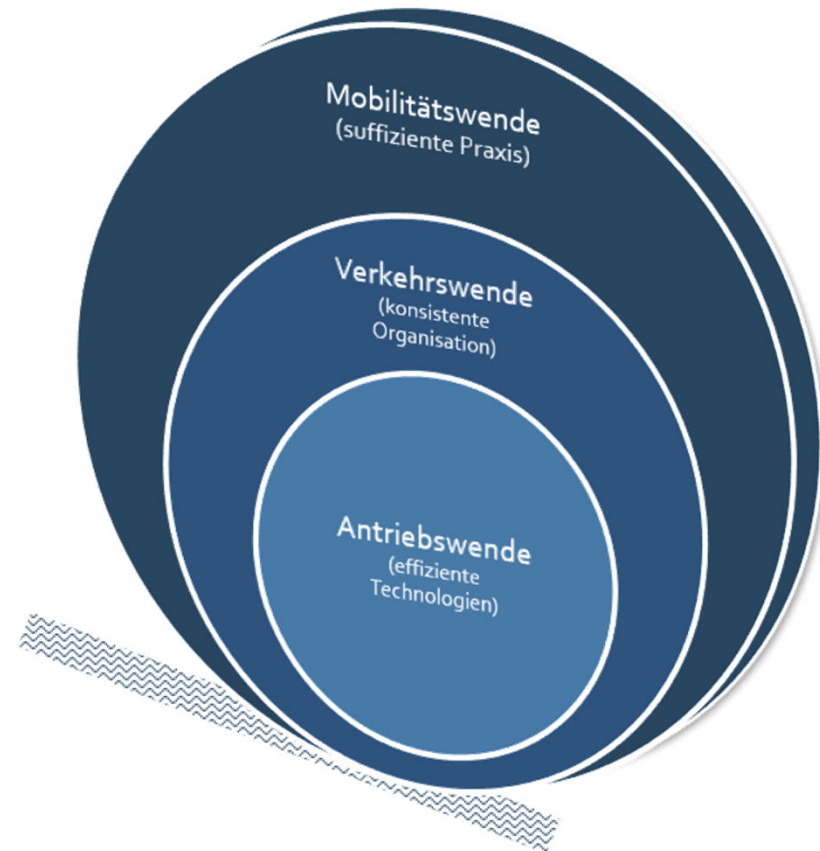 Mobilitätswende
(suffiziente Praxis)
Verkehrswende
(konsistente
Organisation)
Antriebswende
(effiziente
Technologien)